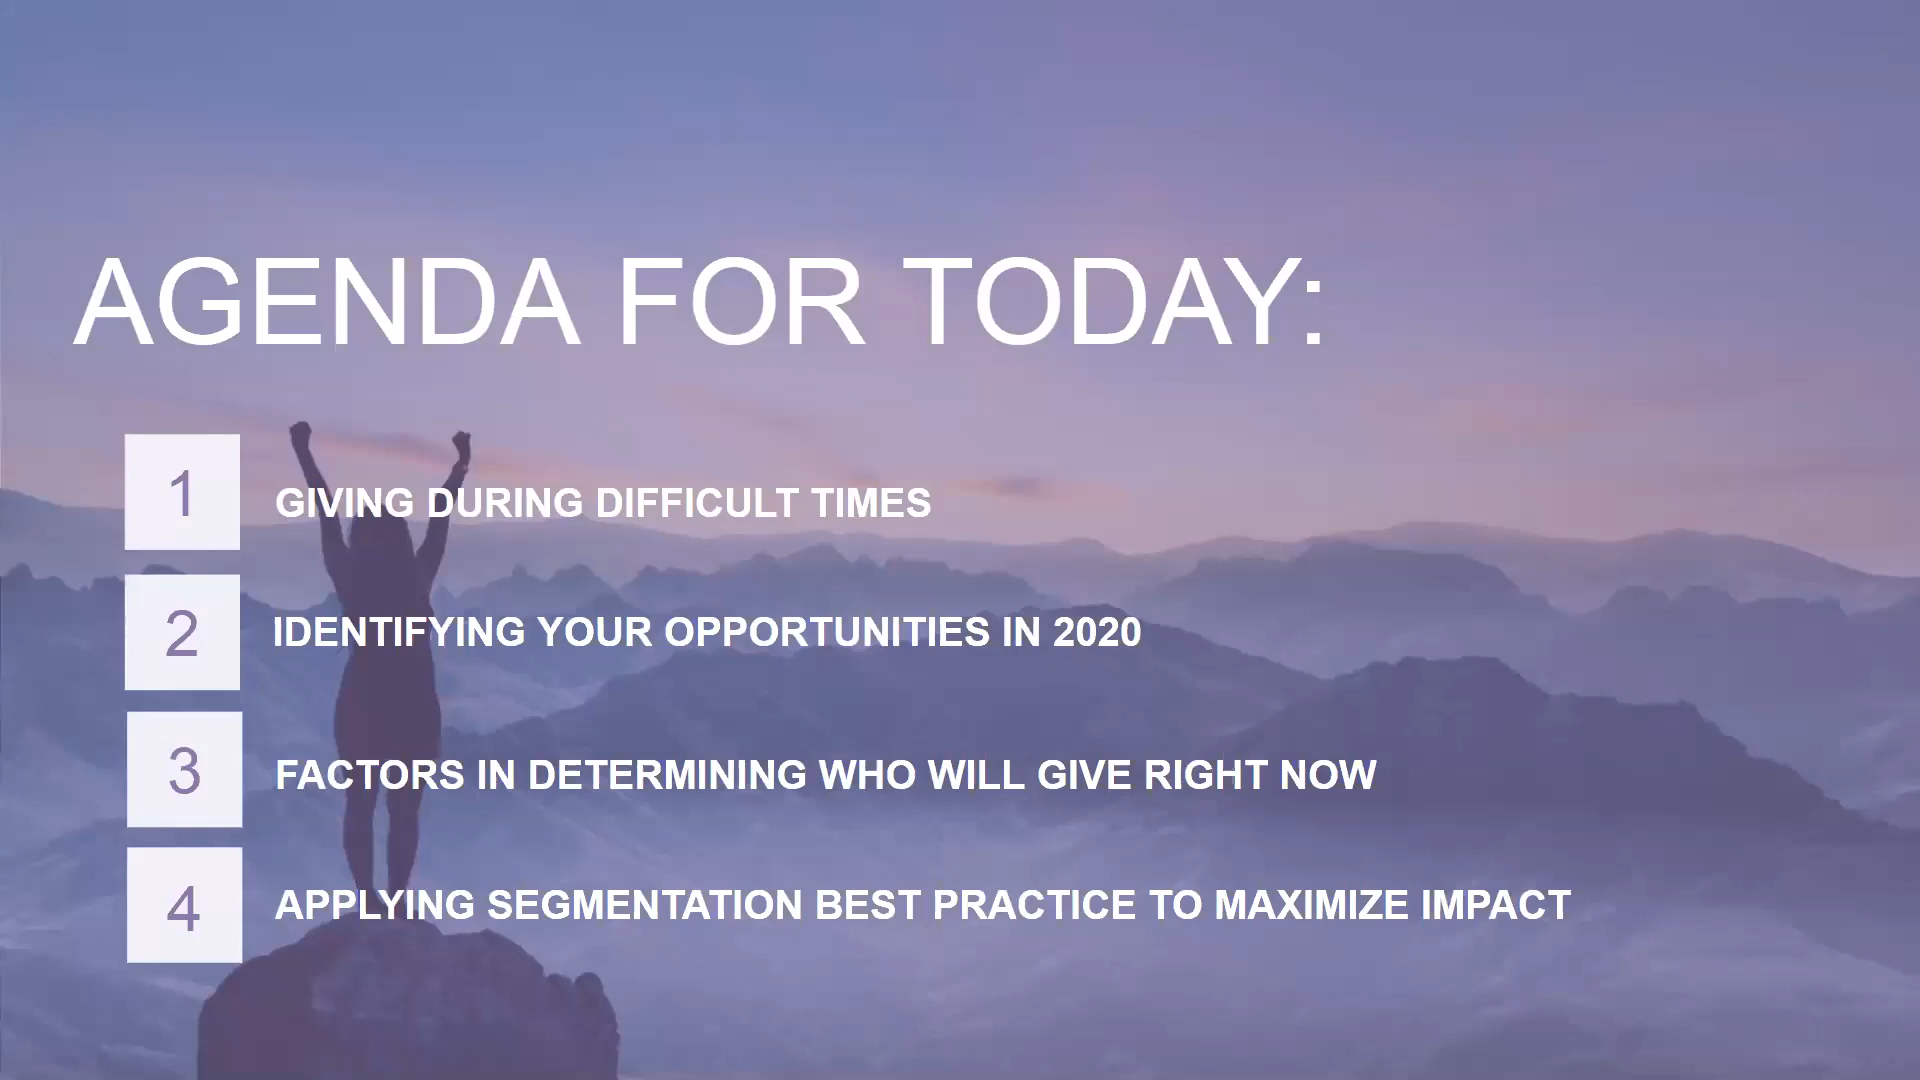 AGENDA FOR TODAY:
1 GIVING DURING DIFFICULT TIMES
2 IDENTIFYING YOUR OPPORTUNITIES IN 2020
3 FACTORS IN DETERMINING WHO WILL GIVE RIGHT NOW
4 APPLYING SEGMENTATION BEST PRACTICE TO MAXIMIZE IMPACT